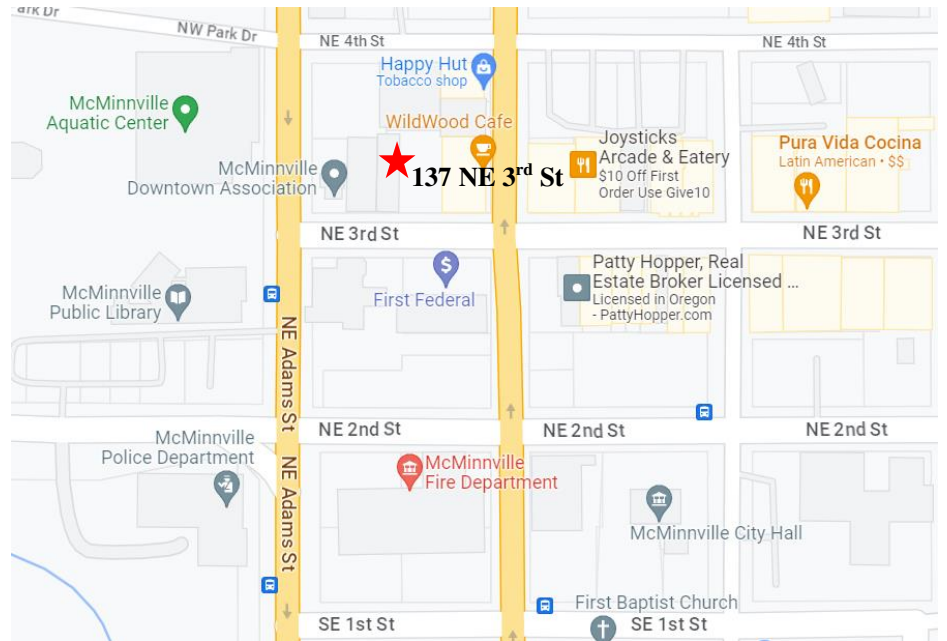 ark Dr
NW Park Dr
NE 4th St
NE 4th St
Happy Hut
Tobacco shop
McMinnville
Aquatic Center
WildWood Cafe
Joysticks
Arcade & Eatery
$10 Off First
Order Use Give10
Pura Vida Cocina
Latin American • $$
McMinnville
Downtown Association
137 NE 3rd St
NE 3rd St
NE 3rd St
Patty Hopper, Real
Estate Broker Licensed ...
Licensed in Oregon
- PattyHopper.com
$
First Federal
McMinnville
Public Library
NE Adams St
NE 2nd St
NE 2nd St
NE 2nd St
McMinnville
Police Department
NE Adams St
McMinnville
Fire Department
McMinnville City Hall
First Baptist Church
SE 1st St
SE 1st St